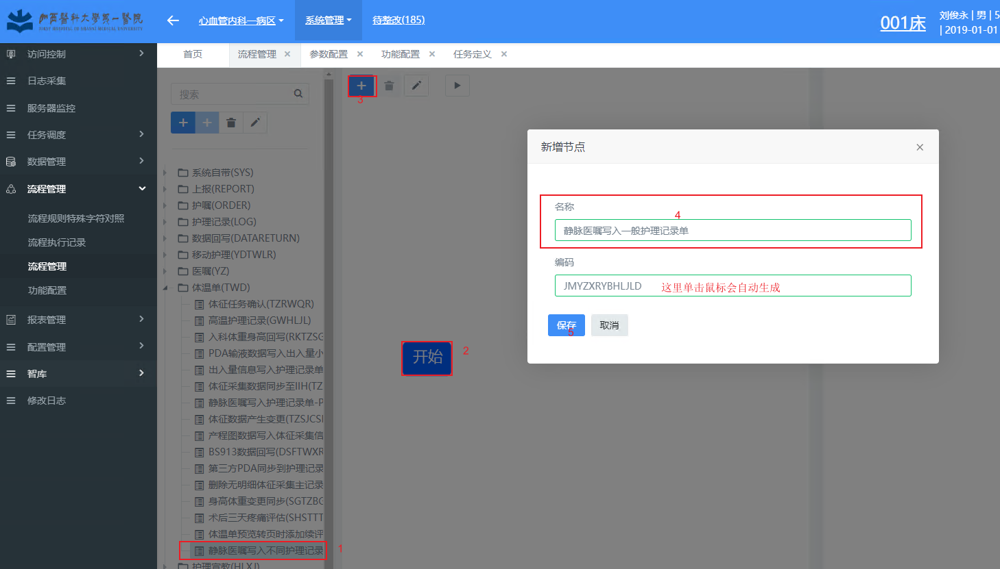 山西医科大学第一医院
FIRST HOSPITAL OF SHANXI MEDICAL UNIVERSITY
心血管内科一病区
系统管理
待整改(185)
001床
刘俊永 | 男 | 5
| 2019-01-01
首页
流程管理
参数配置
功能配置
任务定义
访问控制
日志采集
服务器监控
任务调度
数据管理
流程管理
流程规则特殊字符对照
流程执行记录
流程管理
功能配置
报表管理
配置管理
智库
修改日志
搜索
系统自带(SYS)
上报(REPORT)
护嘱(ORDER)
护理记录(LOG)
数据回写(DATARETURN)
移动护理(YDTWLR)
医嘱(YZ)
体温单(TWD)
体征任务确认(TZRWQR)
高温护理记录(GWHLJL)
入科体重身高回写(RKTZSG
PDA输液数据写入出入量小
出入量信息写入护理记录单
体征采集数据同步至IIH(TZ
静脉医嘱写入护理记录单-P
体征数据产生变更(TZSJCSI
产程图数据写入体征采集信
BS913数据回写(DSFTWXR
第三方PDA同步到护理记录
删除无明细体征采集主记录
身高体重变更同步(SGTZBG
术后三天疼痛评估(SHSTTT
体温单预览转页时添加续评
静脉医嘱写入不同护理记录
1
护理宣教(HLXJ)
3
开始
2
新增节点
名称
4
静脉医嘱写入一般护理记录单
编码
JMYZXRYBHLJLD
这里单击鼠标会自动生成
保存
5
取消